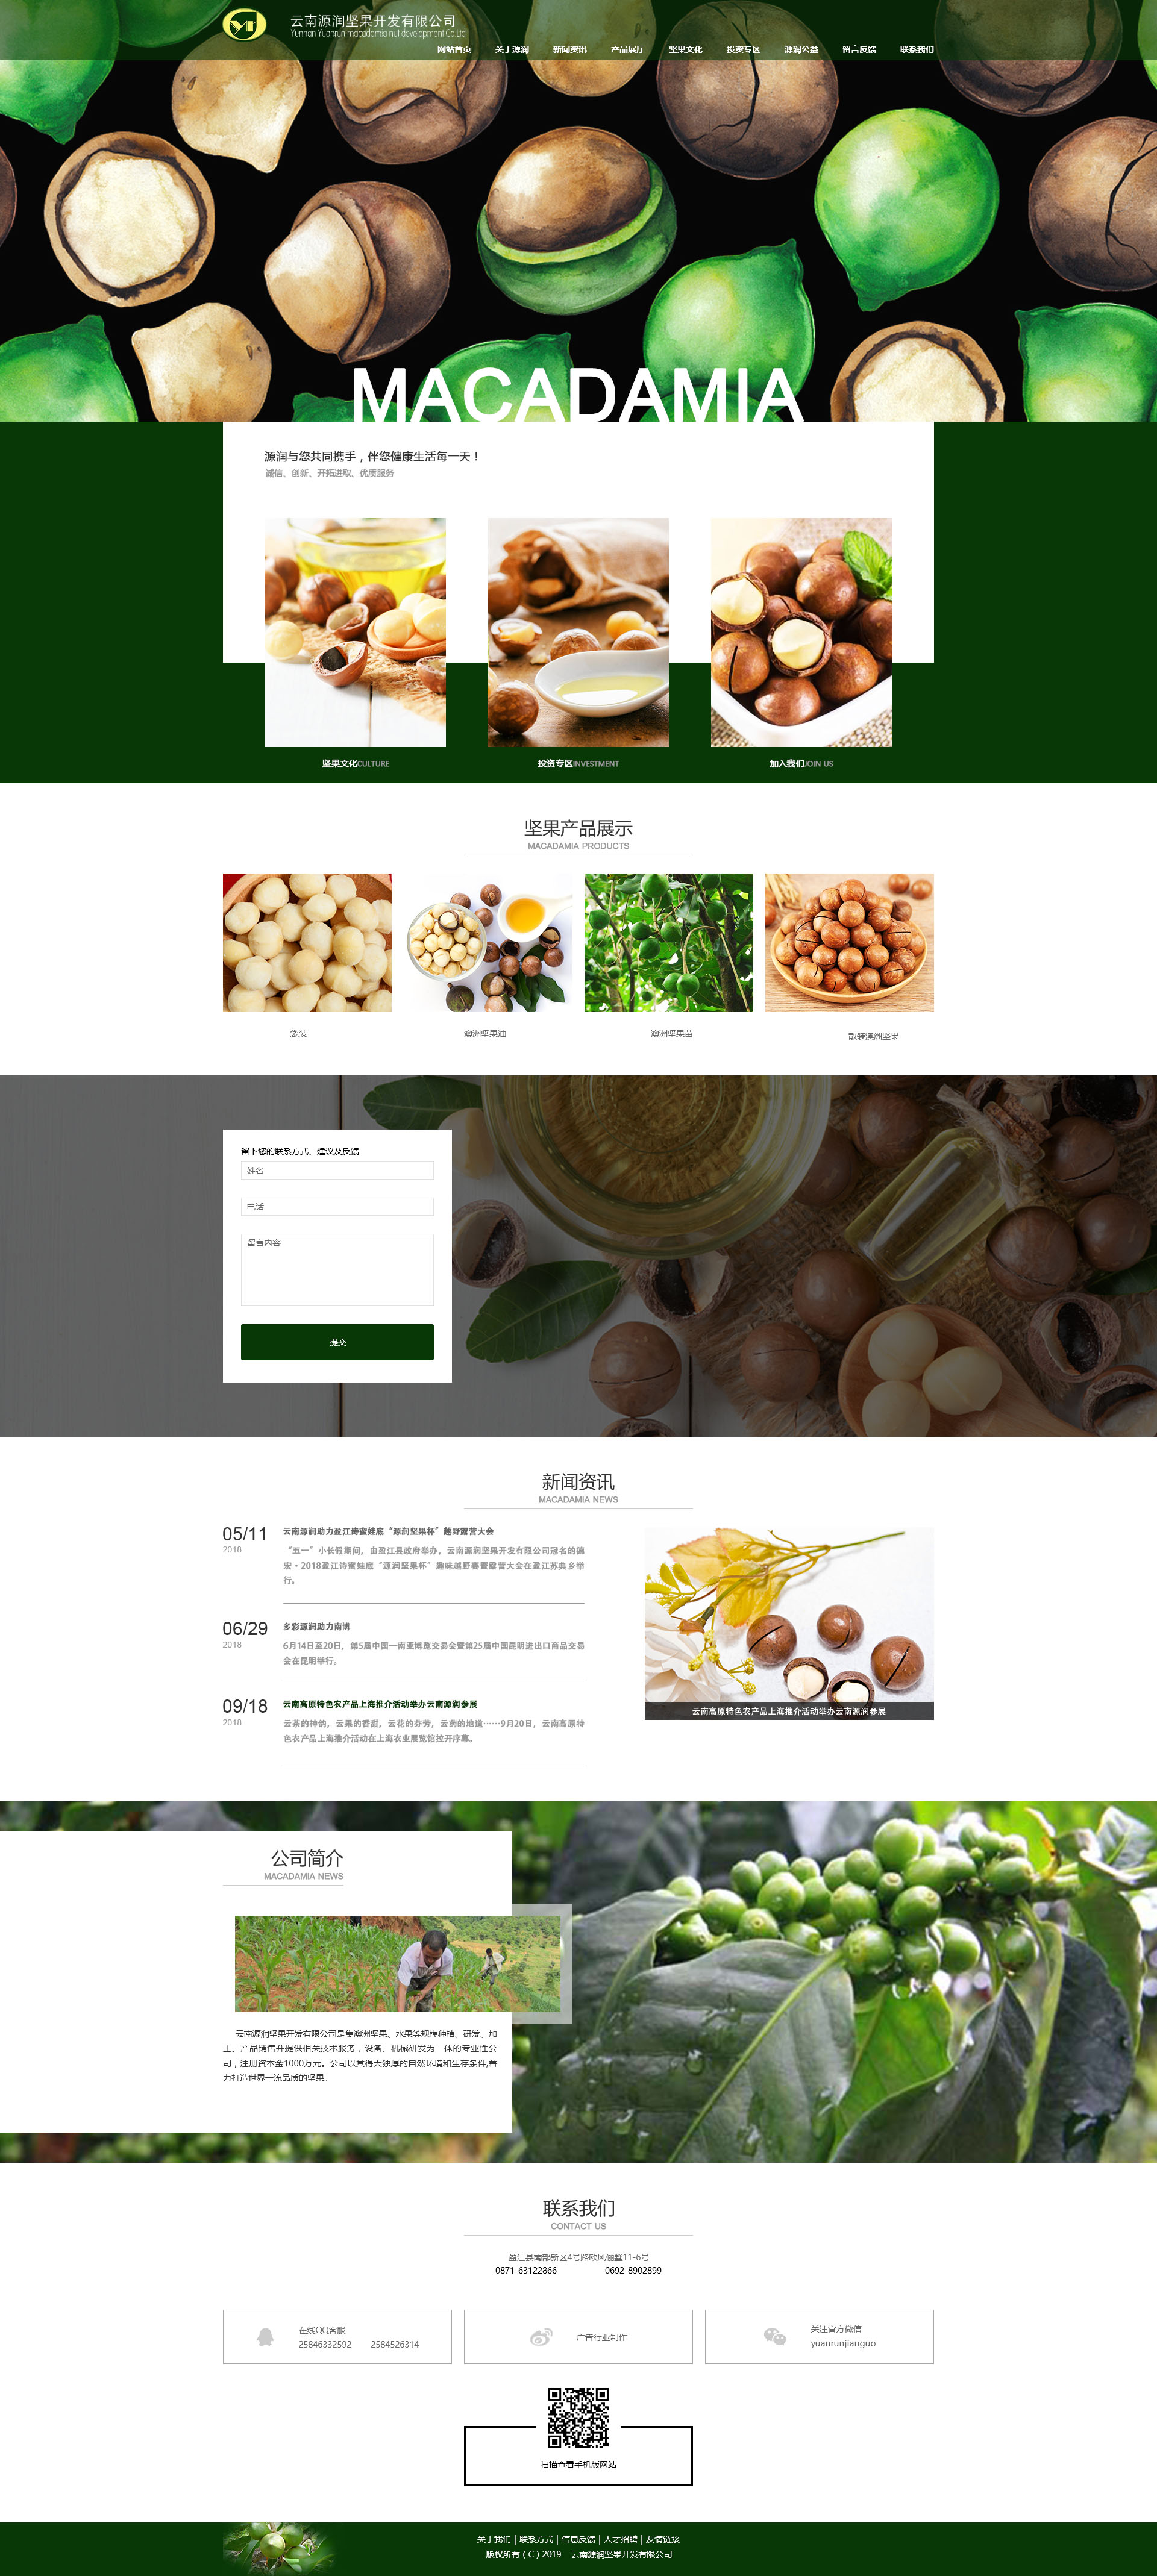 云南源润坚果开发有限公司
Yunnan Yuanrun macadamia nut development Co.Ltd
网站首页 关于源润 新闻资讯 产品展厅 坚果文化 投资专区 源润公益 留言反馈 联系我们
MACADAMIA
源润与您共同携手，伴您健康生活每一天！
诚信、创新、开拓进取、优质服务
坚果文化CULTURE 投资专区INVESTMENT 加入我们JOIN US
坚果产品展示
MACADAMIA PRODUCTS
袋装 澳洲坚果油 澳洲坚果苗 散装澳洲坚果
留下您的联系方式、建议及反馈
姓名
电话
留言内容
提交
新闻资讯
MACADAMIA NEWS
05/11
2018
云南源润助力盈江诗蜜娃底“源润坚果杯”越野露营大会
“五一”小长假期间，由盈江县政府举办，云南源润坚果开发有限公司冠名的德
宏·2018盈江诗蜜娃底“源润坚果杯”趣味越野赛暨露营大会在盈江苏典乡举
行。
06/29
2018
多彩源润助力南博
6月14日至20日，第5届中国—南亚博览交易会暨第25届中国昆明进出口商品交易
会在昆明举行。
09/18
2018
云南高原特色农产品上海推介活动举办云南源润参展
云茶的神韵，云果的香甜，云花的芬芳，云药的地道……9月20日，云南高原特
色农产品上海推介活动在上海农业展览馆拉开序幕。
云南高原特色农产品上海推介活动举办云南源润参展
公司简介
MACADAMIA NEWS
云南源润坚果开发有限公司是集澳洲坚果、水果等规模种植、研发、加
工、产品销售并提供相关技术服务，设备、机械研发为一体的专业性公
司，注册资本金1000万元。公司以其得天独厚的自然环境和生存条件,着
力打造世界一流品质的坚果。
联系我们
CONTACT US
盈江县南部新区4号路欧风俪墅11-6号
0871-63122866 0692-8902899
在线QQ客服
25846332592 2584526314
广告行业制作
关注官方微信
yuanrunjianguo
扫描查看手机版网站
关于我们 | 联系方式 | 信息反馈 | 人才招聘 | 友情链接
版权所有（C）2019 云南源润坚果开发有限公司